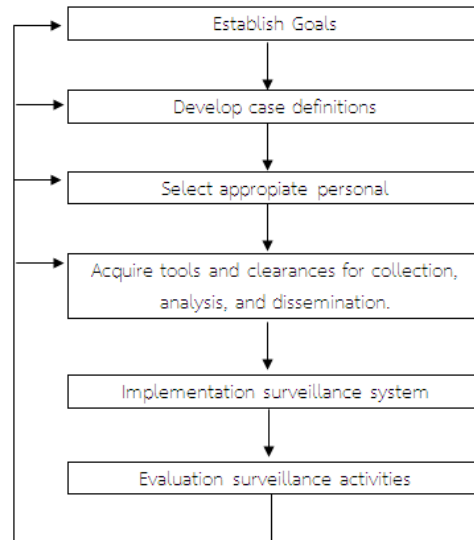 Establish Goals
Develop case definitions
Select appropiate personal
Acquire tools and clearances for collection,
analysis, and dissemination.
Implementation surveillance system
Evaluation surveillance activities